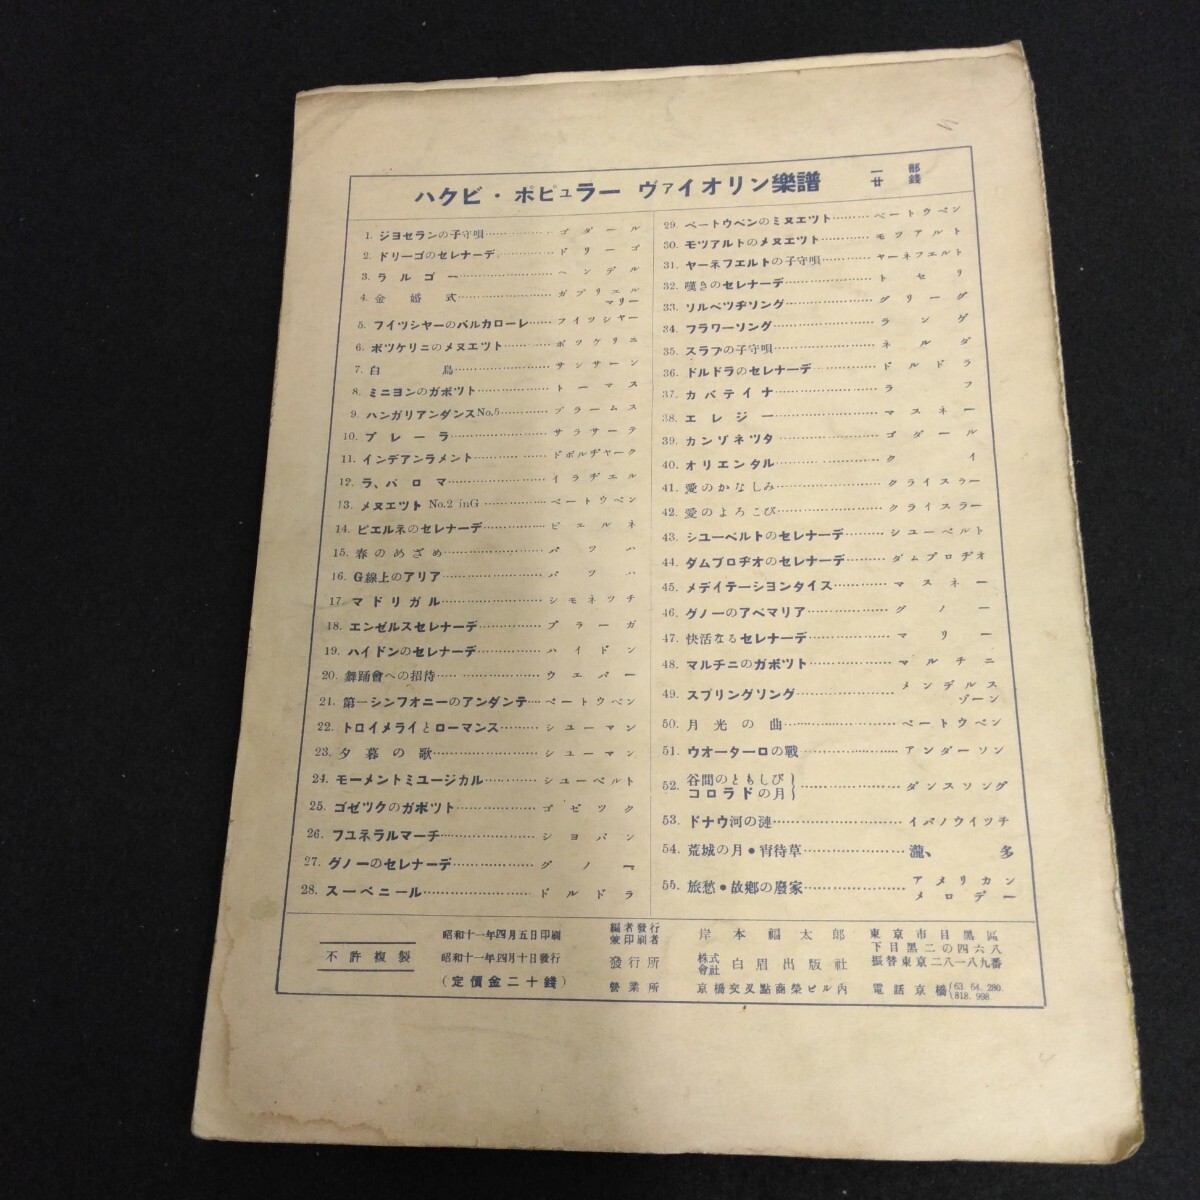 ハクビ・ポピュラー ヴァイオリン樂譜 一部廿錢
1. ジヨセランの子守唄 ゴダール
2. ドリーゴのセレナーデ ドリーゴ
3. ラルゴー ヘンデル
4. 金婚式 ガブリエルマリー
5. フイツシヤーのバルカローレ フイツシヤー
6. ボツケリニのメヌエツト ボツケリニ
7. 白鳥 サンサーン
8. ミニヨンのガボツト トーマス
9. ハンガリアンダンスNo.5 ブラームス
10. プレーラ サラサーテ
11. インデアンラメント ドボルヂヤーク
12. ラ、パロマ イラヂエル
13. メヌエツト No.2 inG ベートウベン
14. ピエルネのセレナーデ ピエルネ
15. 春のめざめ バツハ
16. G線上のアリア バツハ
17. マドリガル シモネツチ
18. エンゼルスセレナーデ ブラーガ
19. ハイドンのセレナーデ ハイドン
20. 舞踊會への招待 ウエバー
21. 第一シンフオニーのアンダンテ ベートウベン
22. トロイメライとローマンス シユーマン
23. 夕暮の歌 シユーマン
24. モーメントミユージカル シユーベルト
25. ゴゼツクのガボツト ゴゼツク
26. フユネラルマーチ シヨパン
27. グノーのセレナーデ グノー
28. スーベニール ドルドラ
29. ベートウベンのミヌエツト ベートウベン
30. モツアルトのメヌエツト モツアルト
31. ヤーネフエルトの子守唄 ヤーネフエルト
32. 嘆きのセレナーデ トセリ
33. ソルベツヂソング グリーグ
34. フラワーソング ランゲ
35. スラブの子守唄 ネルダ
36. ドルドラのセレナーデ ドルドラ
37. カバテイナ ラフ
38. エレジー マスネー
39. カンゾネツタ ゴダール
40. オリエンタル クイ
41. 愛のかなしみ クライスラー
42. 愛のよろこび クライスラー
43. シユーベルトのセレナーデ シユーベルト
44. ダムブロヂオのセレナーデ ダムブロヂオ
45. メデイテーシヨンタイス マスネー
46. グノーのアベマリア グノー
47. 快活なるセレナーデ マリー
48. マルチニのガボツト マルチニ
49. スプリングソング メンデルスゾーン
50. 月光の曲 ベートウベン
51. ウオーターロの戰 アンダーソン
52. 谷間のともしび コロラドの月 ダンスソング
53. ドナウ河の漣 イバノウイツチ
54. 荒城の月・宵待草 瀧、多
55. 旅愁・故鄕の廢家 アメリカンメロデー
不許複製
昭和十一年四月五日印刷
昭和十一年四月十日發行
(定價金二十錢)
編者發行兼印刷者 岸本福太郎 東京市目黑區下目黑二の四六八
發行所 株式會社 白眉出版社 振替東京二八一八九番
營業所 京橋交叉點商榮ビル內 電話京橋(63. 64. 280. 818. 998.